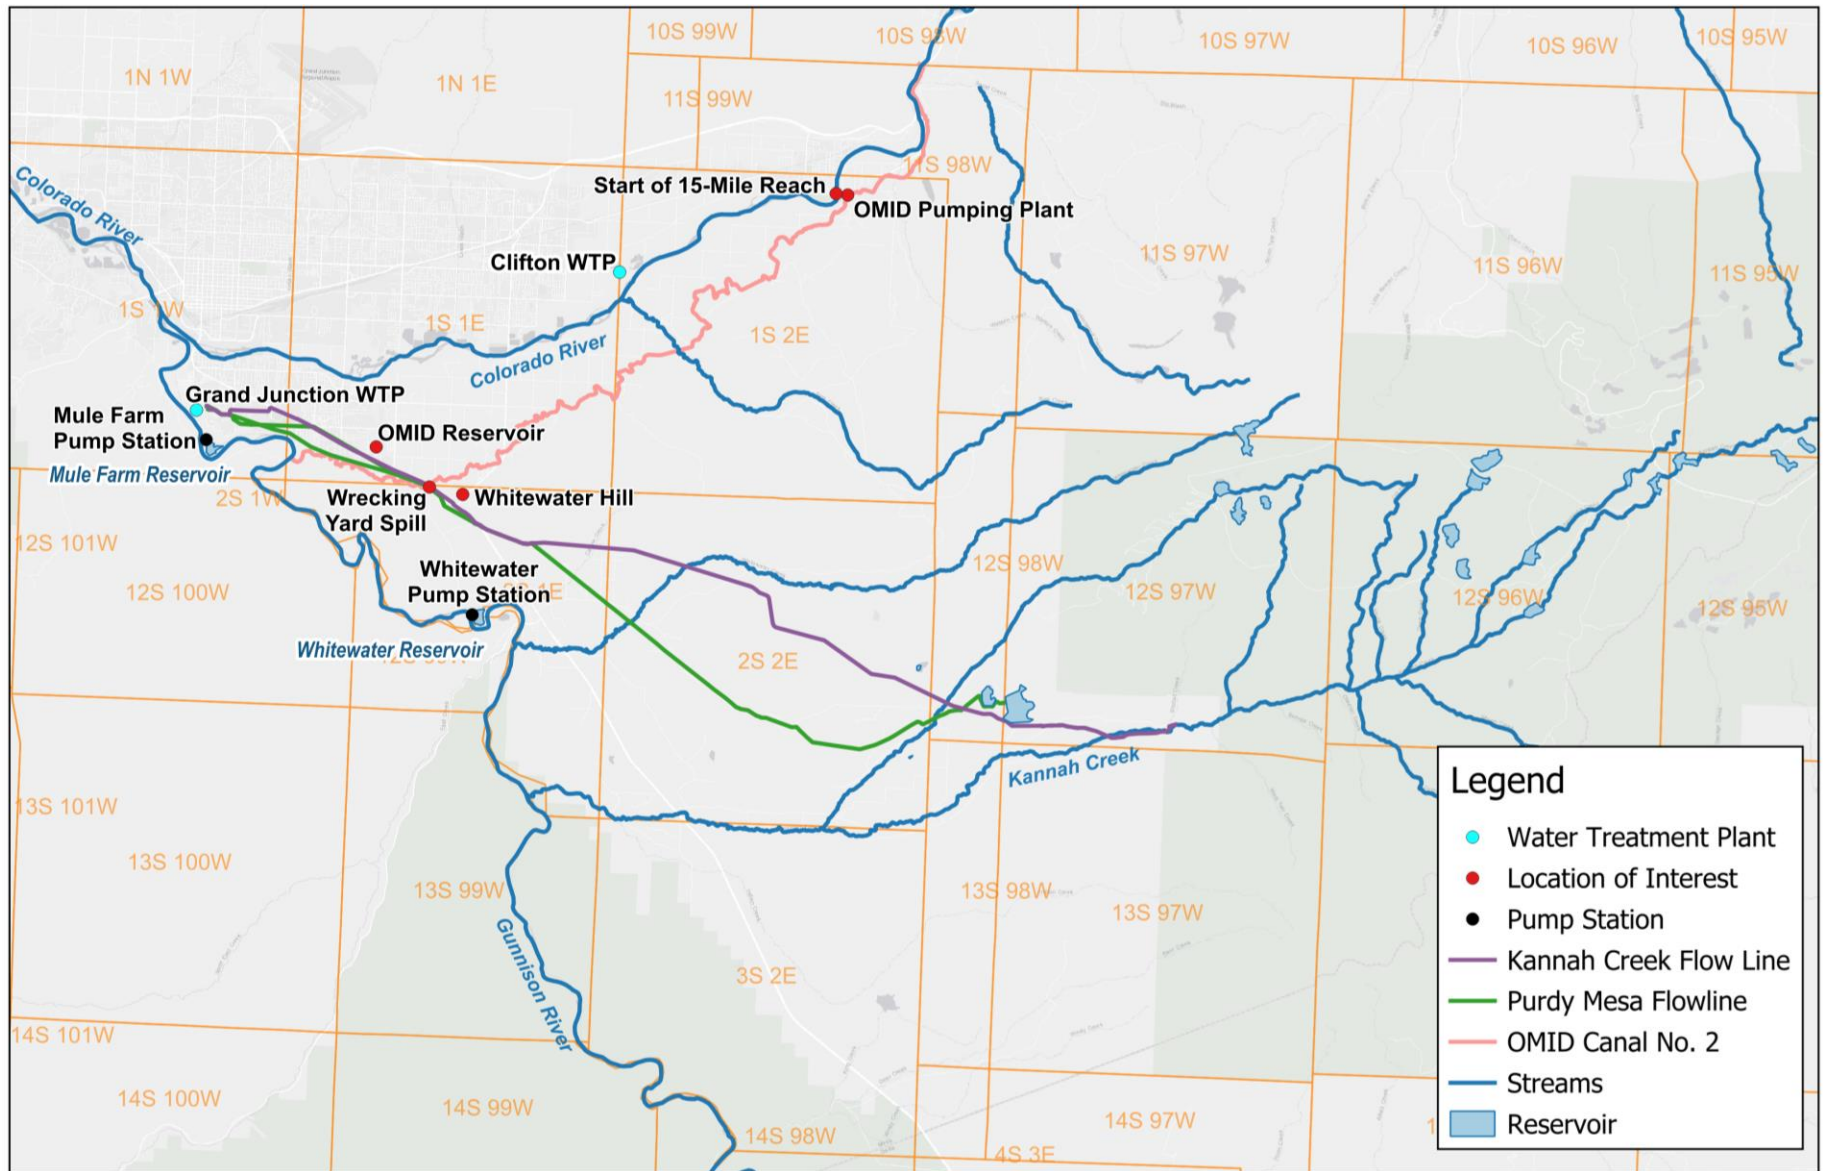 10S 99W
10S 98W
10S 97W
10S 96W
10S 95W
1N 1W
1N 1E
11S 99W
11S 98W
Colorado River
Start of 15-Mile Reach
OMID Pumping Plant
11S 97W
11S 96W
11S 95W
Clifton WTP
1S 1W
1S 1E
1S 2E
Colorado River
Grand Junction WTP
Mule Farm
Pump Station
OMID Reservoir
Mule Farm Reservoir
2S 1W
Wrecking
Yard Spill
Whitewater Hill
12S 101W
12S 100W
Whitewater
Pump Station
12S 98W
12S 97W
12S 96W
12S 95W
Whitewater Reservoir
2S 2E
Kannah Creek
13S 101W
13S 100W
13S 99W
13S 98W
13S 97W
Gunnison River
3S 2E
14S 101W
14S 100W
14S 99W
14S 98W
14S 97W
4S 3E
Legend
Water Treatment Plant
Location of Interest
Pump Station
Kannah Creek Flow Line
Purdy Mesa Flowline
OMID Canal No. 2
Streams
Reservoir